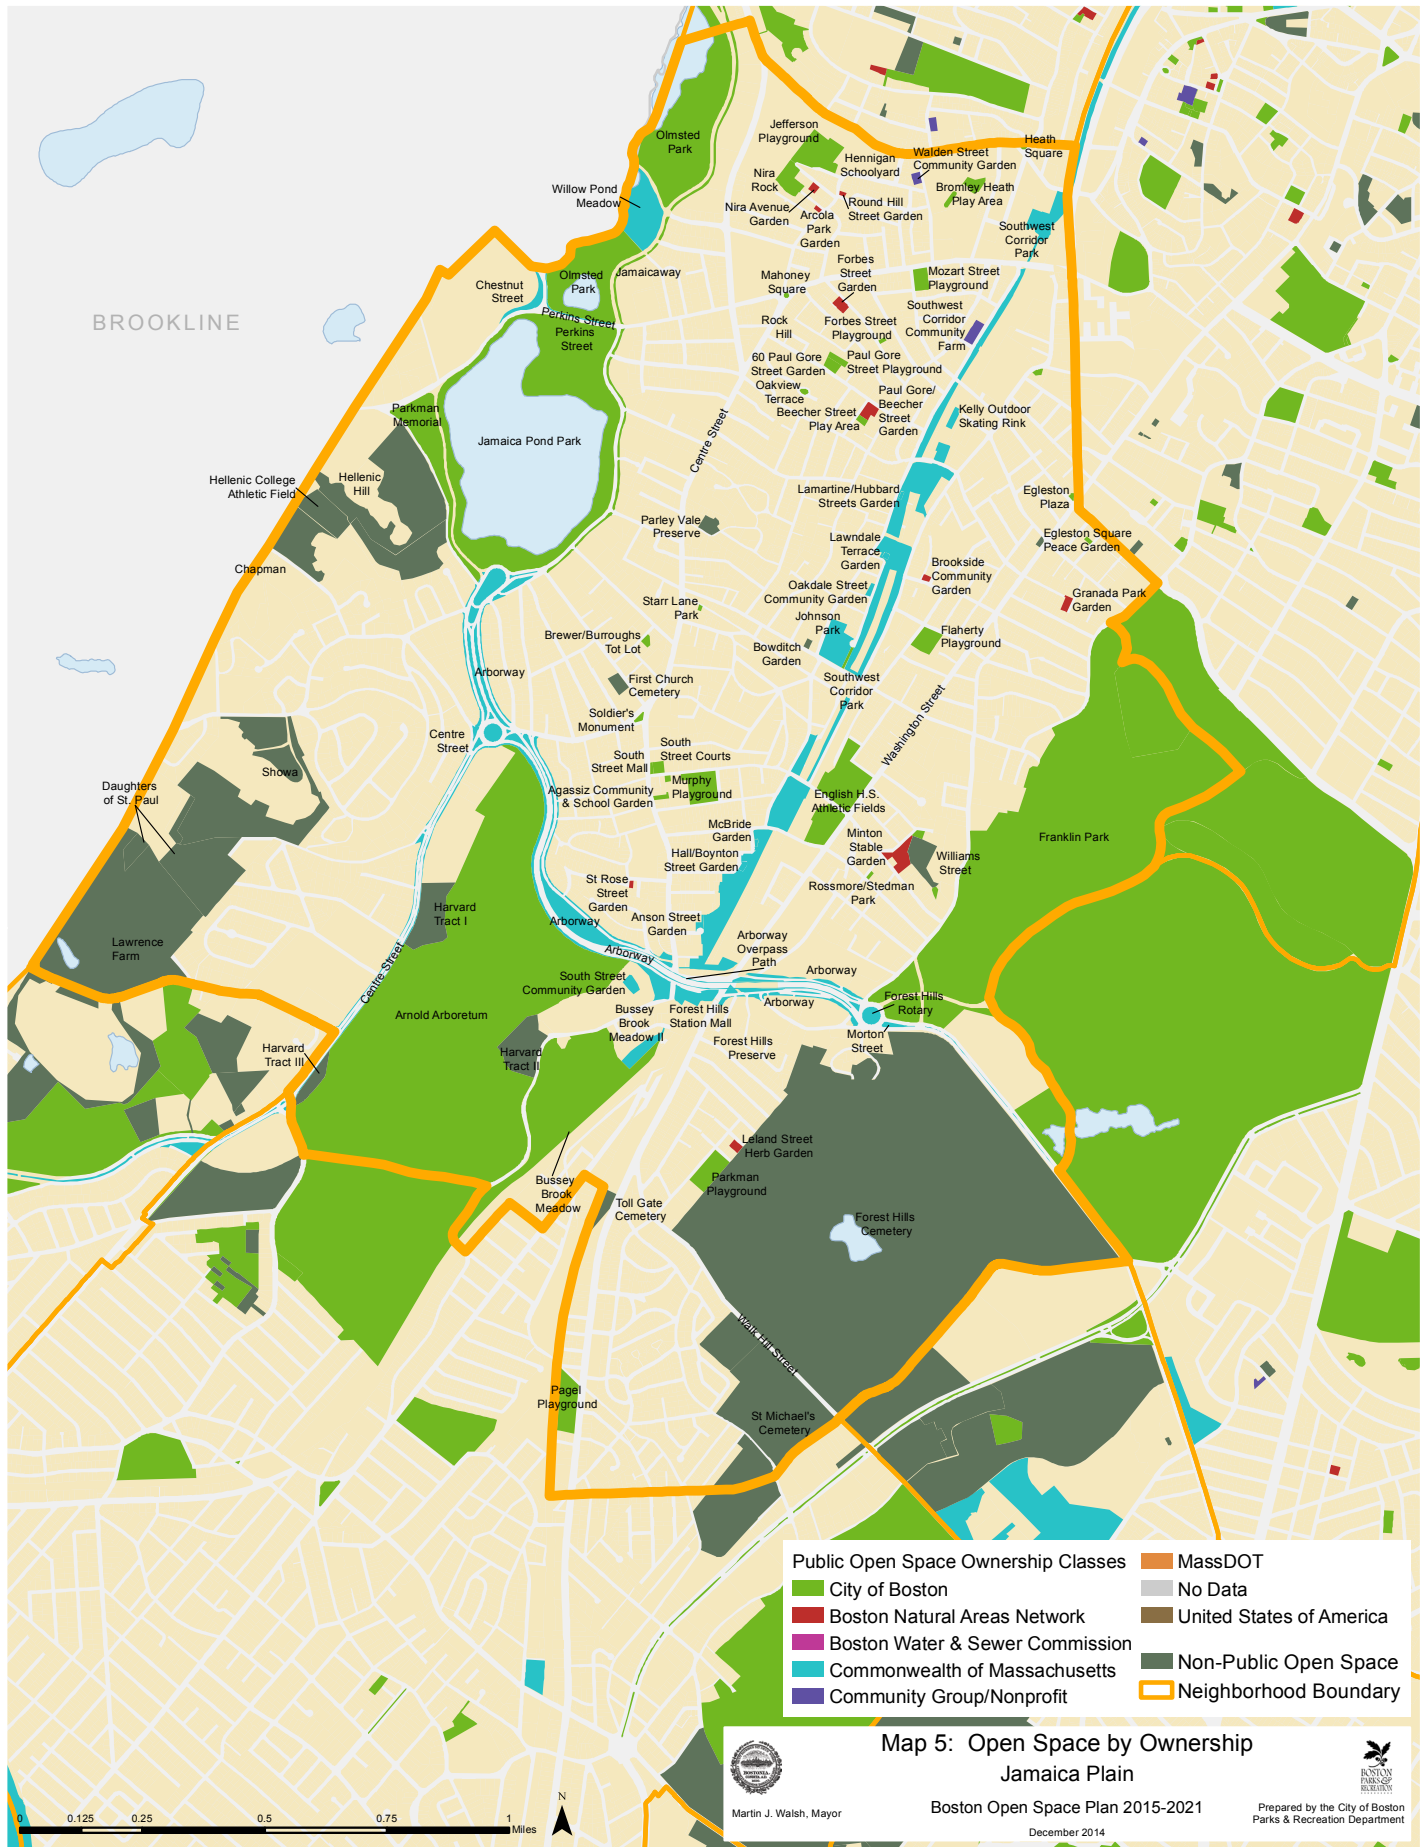 Olmsted
Park
Jefferson
Playground
Hennigan
Schoolyard
Walden Street
Community Garden
Heath
Square
Nira
Rock
Bromley Heath
Play Area
Willow Pond
Meadow
Nira Avenue
Garden
Arcola
Park
Garden
Round Hill
Street Garden
Southwest
Corridor
Park
Chestnut
Street
Olmsted
Park
Jamaicaway
Mahoney
Square
Forbes
Street
Garden
Mozart Street
Playground
BROOKLINE
Perkins Street
Perkins
Street
Rock
Hill
Forbes Street
Playground
Southwest
Corridor
Community
Farm
60 Paul Gore
Street Garden
Paul Gore
Street Playground
Oakview
Terrace
Paul Gore/
Beecher
Street
Garden
Beecher Street
Play Area
Kelly Outdoor
Skating Rink
Parkman
Memorial
Jamaica Pond Park
Centre Street
Hellenic College
Athletic Field
Hellenic
Hill
Lamartine/Hubbard
Streets Garden
Egleston
Plaza
Parley Vale
Preserve
Lawndale
Terrace
Garden
Egleston Square
Peace Garden
Chapman
Brookside
Community
Garden
Oakdale Street
Community Garden
Granada Park
Garden
Starr Lane
Park
Johnson
Park
Brewer/Burroughs
Tot Lot
Bowditch
Garden
Flaherty
Playground
Arborway
First Church
Cemetery
Southwest
Corridor
Park
Soldier's
Monument
Washington Street
Centre
Street
South
Street Mall
South
Street Courts
Showa
Daughters
of St. Paul
Agassiz Community
& School Garden
Murphy
Playground
English H.S.
Athletic Fields
McBride
Garden
Minton
Stable
Garden
Franklin Park
Hall/Boynton
Street Garden
Williams
Street
St Rose
Street
Garden
Rossmore/Stedman
Park
Harvard
Tract I
Arborway
Anson Street
Garden
Lawrence
Farm
Arborway
Overpass
Path
Arborway
Centre Street
South Street
Community Garden
Arborway
Arborway
Forest Hills
Rotary
Arnold Arboretum
Bussey
Brook
Meadow II
Forest Hills
Station Mall
Morton
Street
Harvard
Tract III
Harvard
Tract II
Forest Hills
Preserve
Leland Street
Herb Garden
Bussey
Brook
Meadow
Parkman
Playground
Toll Gate
Cemetery
Forest Hills
Cemetery
Walk Hill Street
Pagel
Playground
St Michael's
Cemetery
Public Open Space Ownership Classes
City of Boston
Boston Natural Areas Network
Boston Water & Sewer Commission
Commonwealth of Massachusetts
Community Group/Nonprofit
MassDOT
No Data
United States of America
Non-Public Open Space
Neighborhood Boundary
Map 5: Open Space by Ownership
Jamaica Plain
Boston Open Space Plan 2015-2021
December 2014
Martin J. Walsh, Mayor
BOSTON
PARKS &
RECREATION
Prepared by the City of Boston
Parks & Recreation Department
0 0.125 0.25 0.5 0.75 1
Miles
N